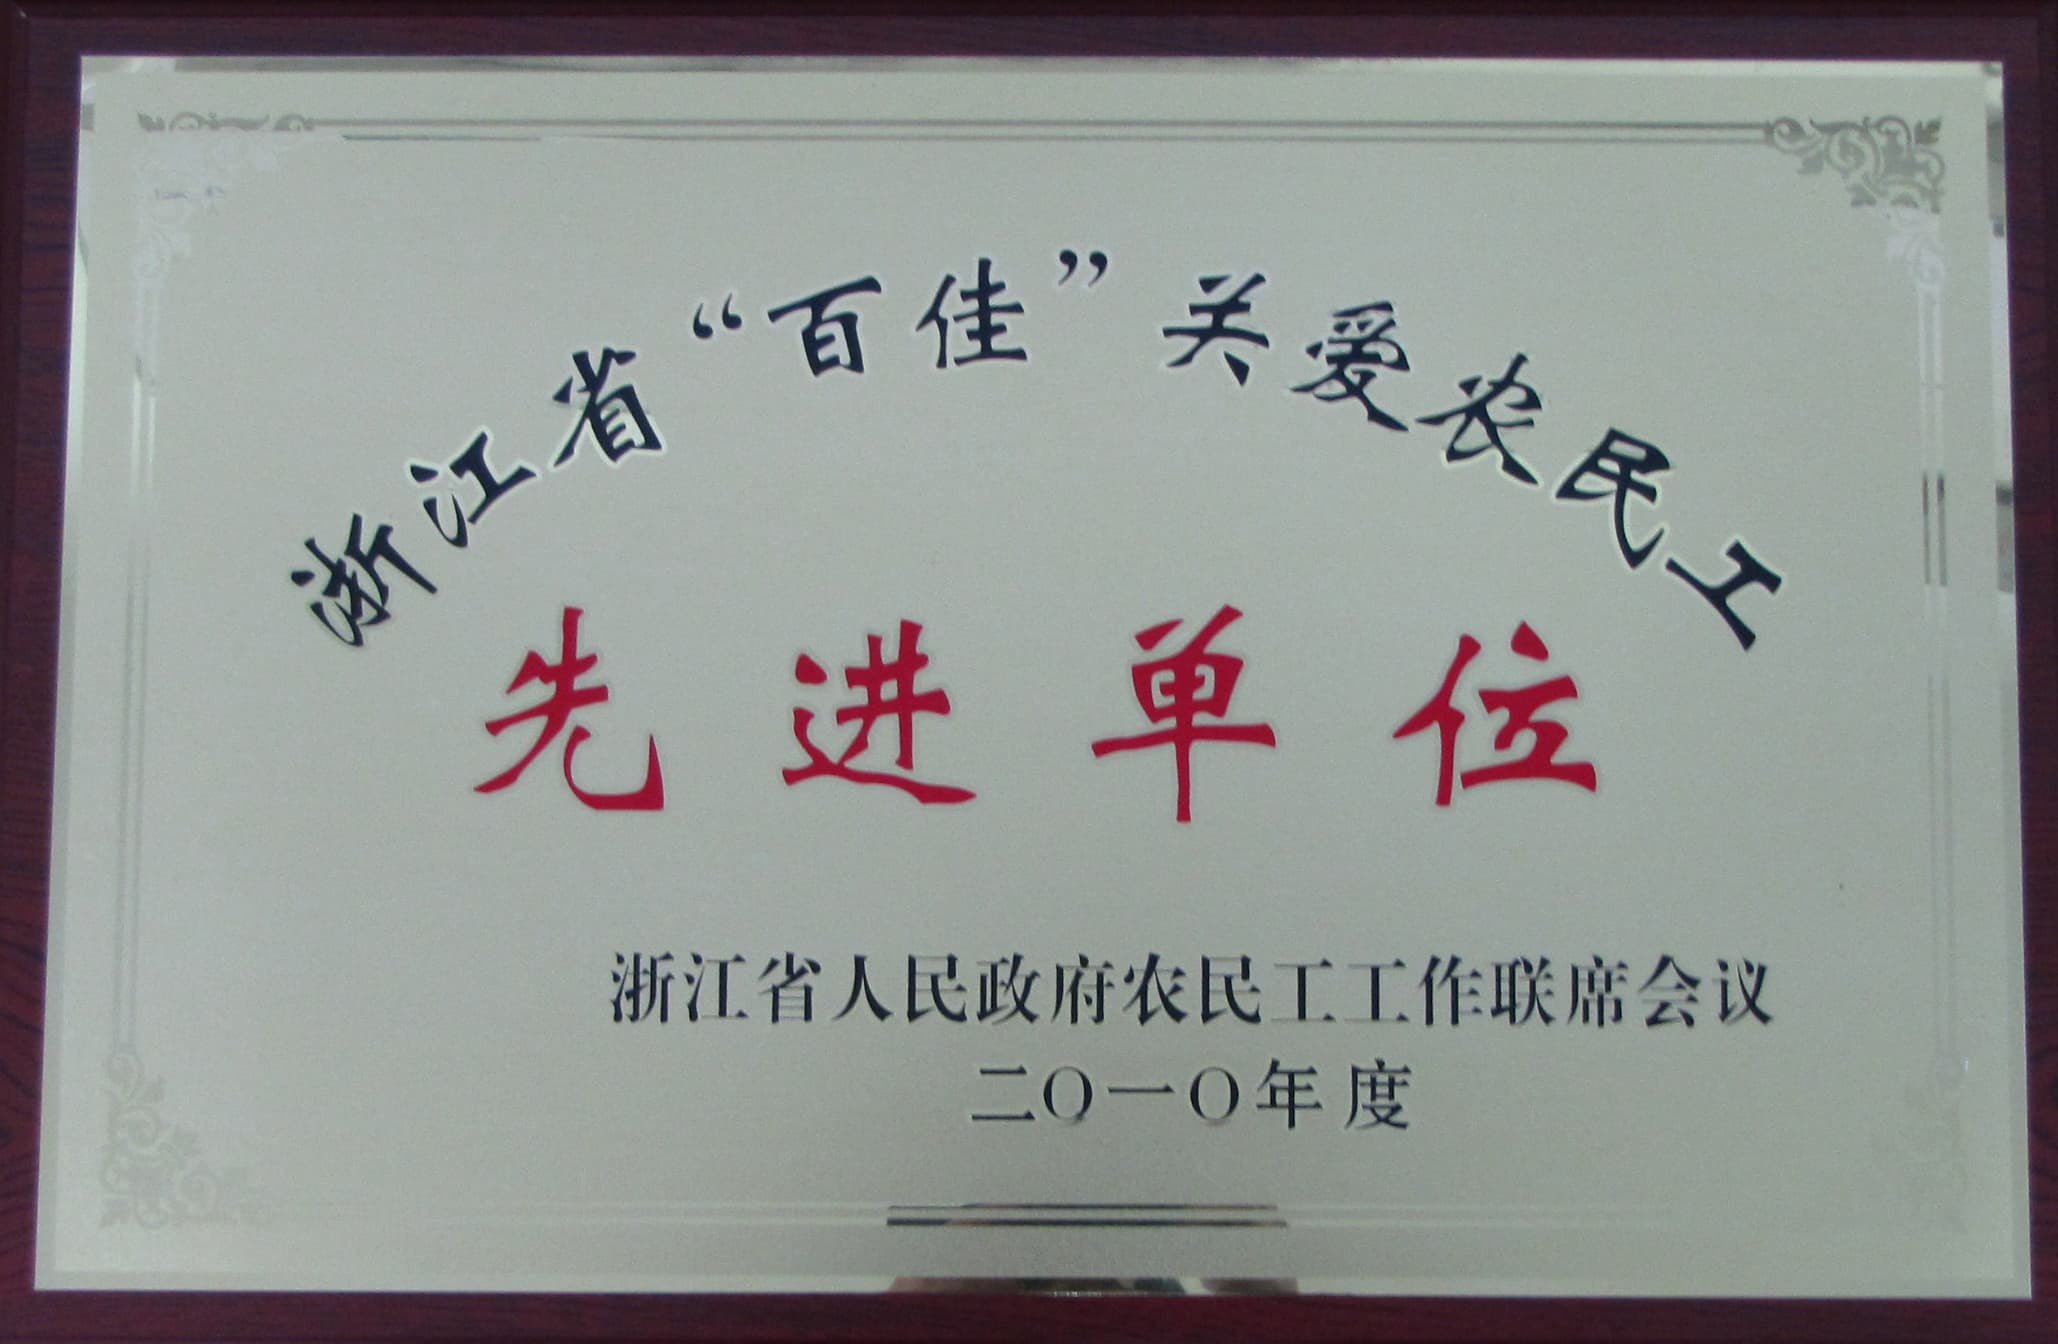 浙江省“百佳”关爱农民工
先进单位
浙江省人民政府农民工工作联席会议
二〇一〇年度